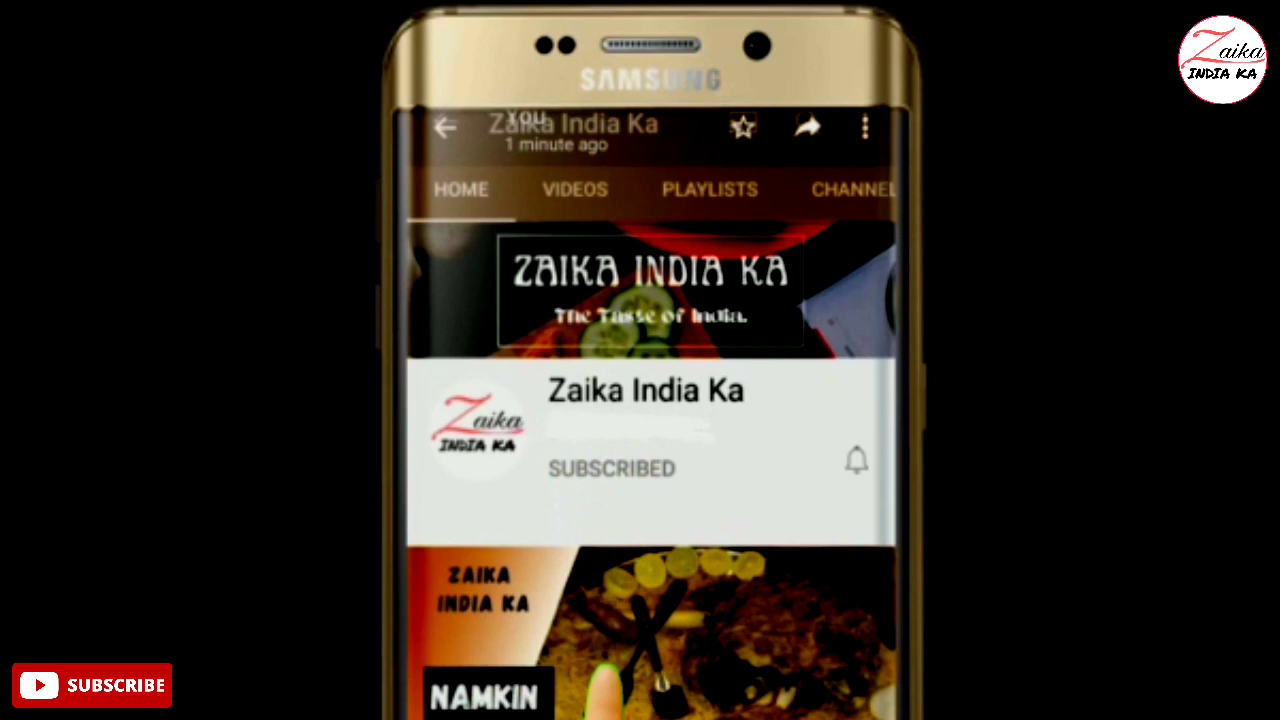 SAMSUNG
YOU
Zaika India Ka
1 minute ago
HOME VIDEOS PLAYLISTS CHANNEL
ZAIKA INDIA KA
The Taste of India.
Zaika India Ka
Zaika
INDIA KA
SUBSCRIBED
ZAIKA
INDIA KA
NAMKIN
Zaika
INDIA KA
SUBSCRIBE